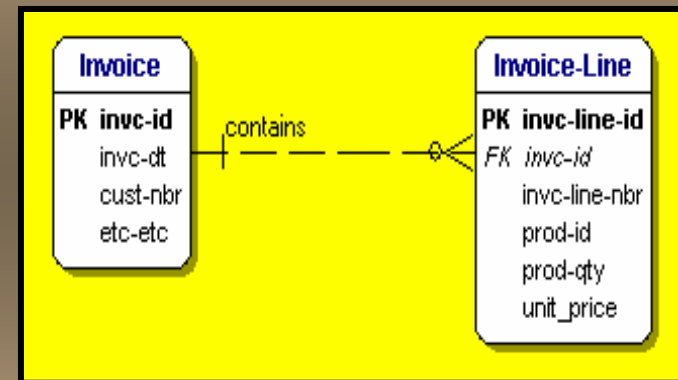 Invoice
PK invc-id
invc-dt
cust-nbr
etc-etc
contains
Invoice-Line
PK invc-line-id
FK invc-id
invc-line-nbr
prod-id
prod-qty
unit_price